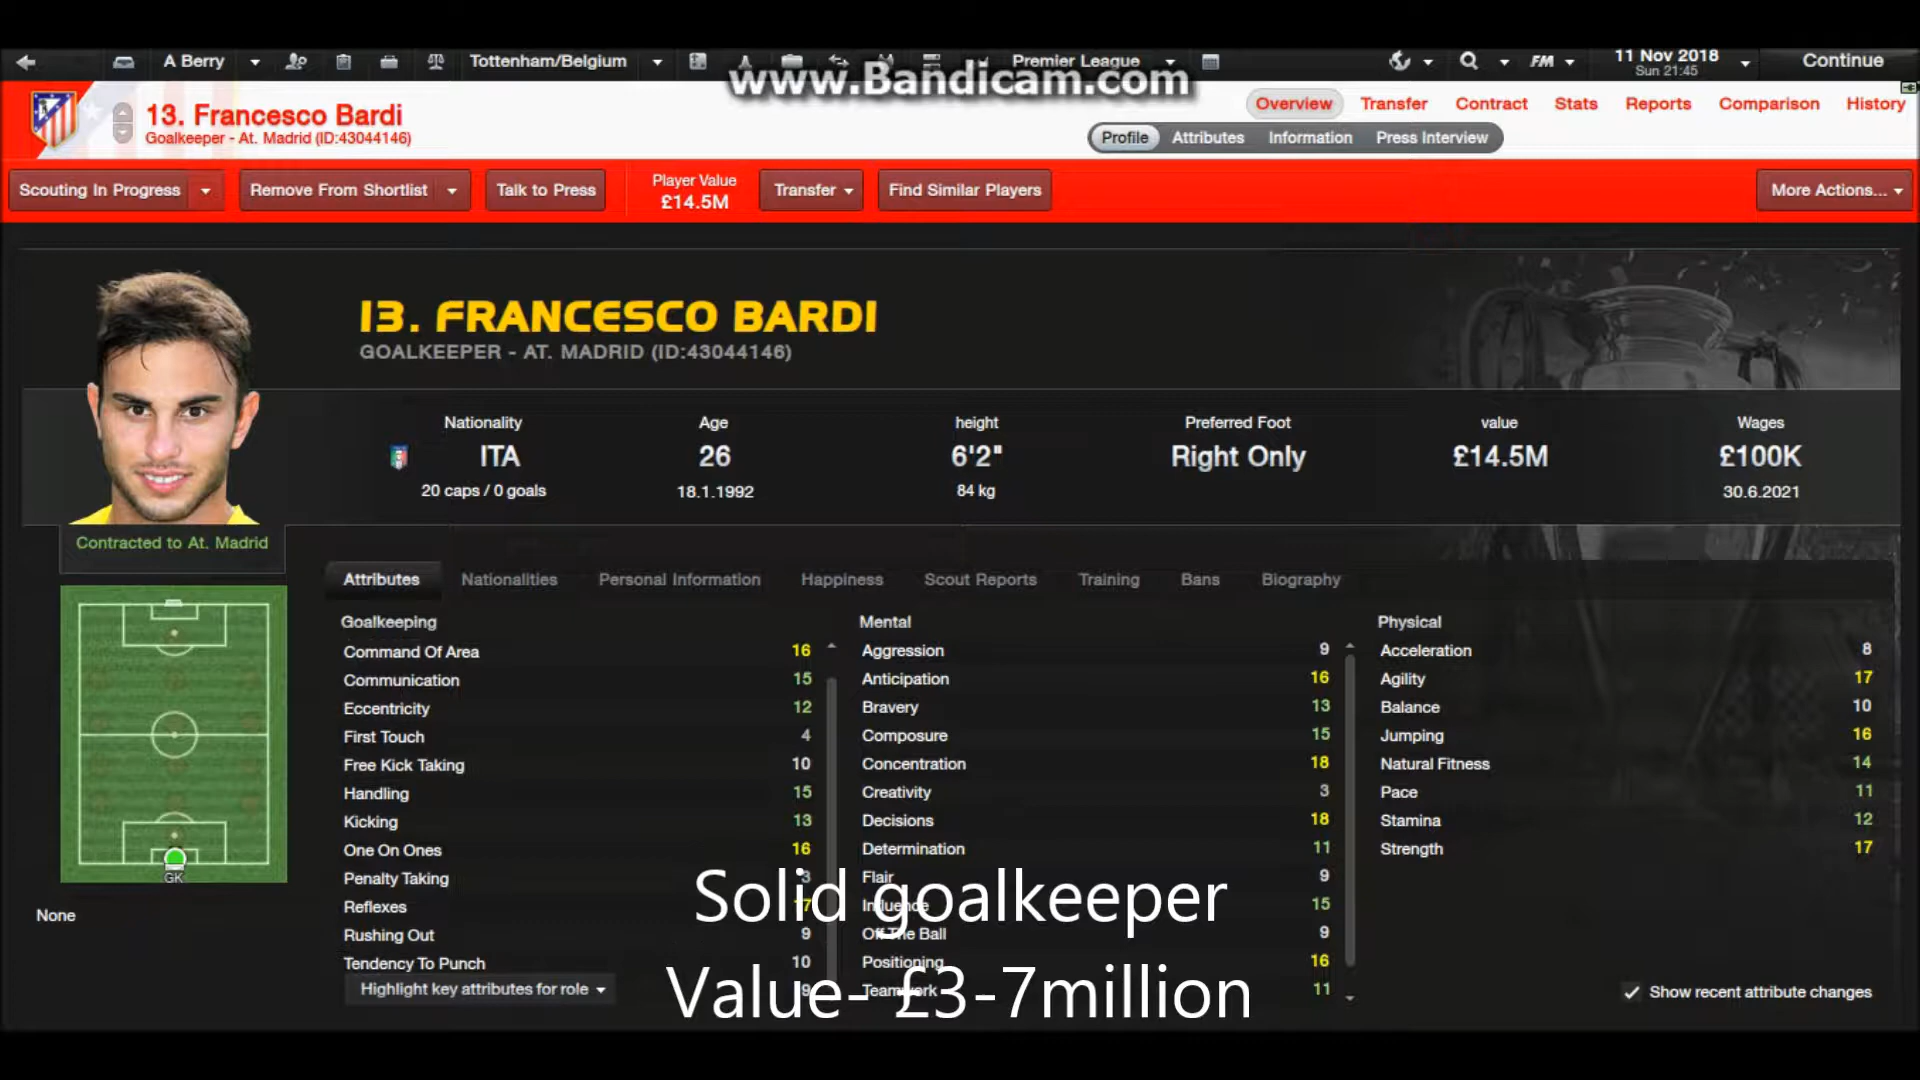 A Berry
Tottenham/Belgium
Premier League
FM
11 Nov 2018
Sun 21:45
Continue
www.Bandicam.com
13. Francesco Bardi
Goalkeeper - At. Madrid (ID:43044146)
Overview Transfer Contract Stats Reports Comparison History
Profile Attributes Information Press Interview
Scouting In Progress
Remove From Shortlist
Talk to Press
Player Value
£14.5M
Transfer
Find Similar Players
More Actions...
13. FRANCESCO BARDI
GOALKEEPER - AT. MADRID (ID:43044146)
Nationality Age height Preferred Foot value Wages
ITA 26 6'2" Right Only £14.5M £100K
20 caps / 0 goals 18.1.1992 84 kg 30.6.2021
Contracted to At. Madrid
Attributes Nationalities Personal Information Happiness Scout Reports Training Bans Biography
Goalkeeping Mental Physical
Command Of Area 16 Aggression 9 Acceleration 8
Communication 15 Anticipation 16 Agility 17
Eccentricity 12 Bravery 13 Balance 10
First Touch 4 Composure 15 Jumping 16
Free Kick Taking 10 Concentration 18 Natural Fitness 14
Handling 15 Creativity 3 Pace 11
Kicking 13 Decisions 18 Stamina 12
One On Ones 16 Determination 11 Strength 17
Penalty Taking 3 Flair 9
Reflexes 17 Influence 15
Rushing Out 9 Off The Ball 9
Tendency To Punch 10 Positioning 16
9 Teamwork 11
GK
None
Highlight key attributes for role
Show recent attribute changes
Solid goalkeeper
Value- £3-7million